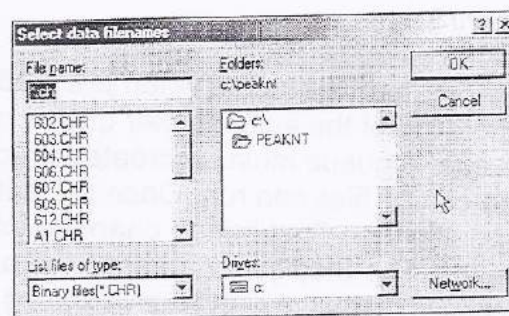 Select data filenames
File name:
*.chr
602.CHR
603.CHR
604.CHR
606.CHR
607.CHR
609.CHR
612.CHR
A1.CHR
List files of type:
Binary files(*.CHR)
Folders:
c:\peaknt
c:\
PEAKNT
Drives:
c:
OK
Cancel
Network...